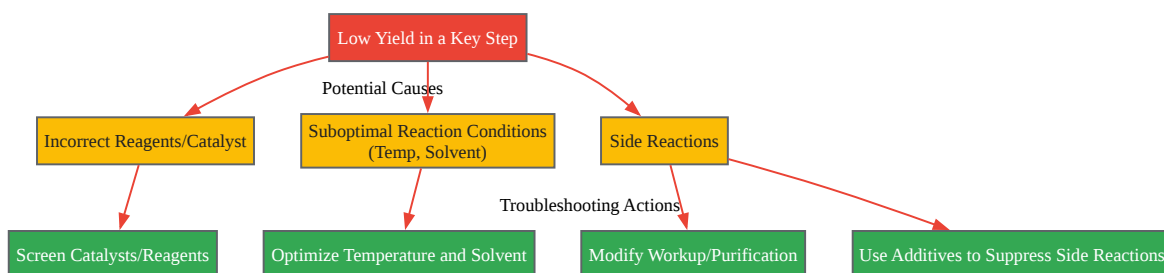 Low Yield in a Key Step
Potential Causes
Incorrect Reagents/Catalyst
Suboptimal Reaction Conditions
(Temp, Solvent)
Side Reactions
Troubleshooting Actions
Screen Catalysts/Reagents
Optimize Temperature and Solvent
Modify Workup/Purification
Use Additives to Suppress Side Reactions